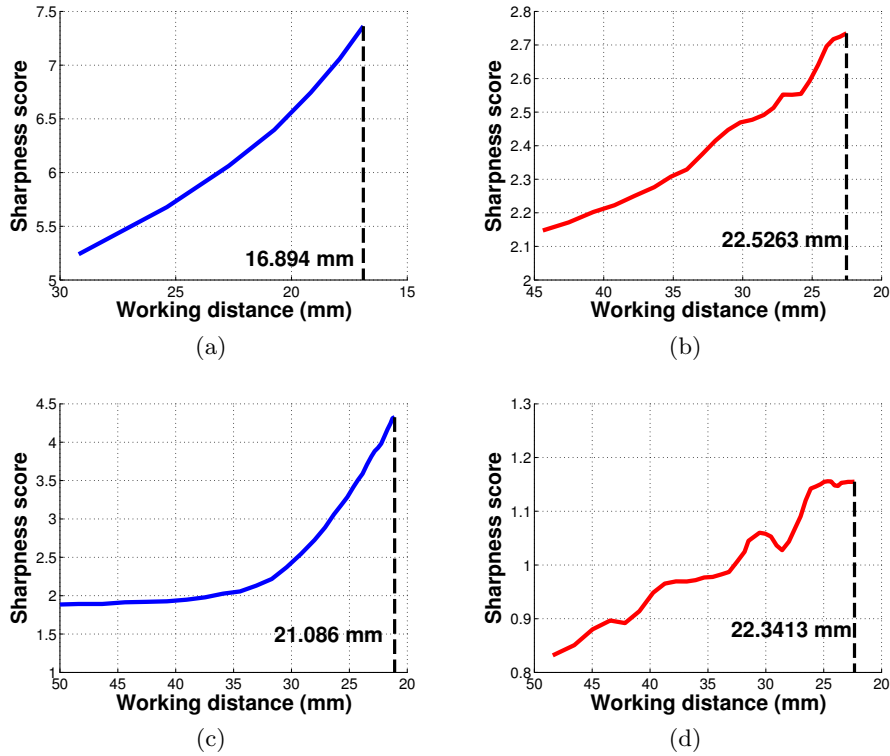 7.5
7
6.5
6
5.5
5
Sharpness score
16.894 mm
30 25 20 15
Working distance (mm)
(a)
2.8
2.7
2.6
2.5
2.4
2.3
2.2
2.1
2
Sharpness score
22.5263 mm
45 40 35 30 25 20
Working distance (mm)
(b)
4.5
4
3.5
3
2.5
2
1.5
1
Sharpness score
21.086 mm
50 45 40 35 30 25 20
Working distance (mm)
(c)
1.3
1.2
1.1
1
0.9
0.8
Sharpness score
22.3413 mm
50 45 40 35 30 25 20
Working distance (mm)
(d)